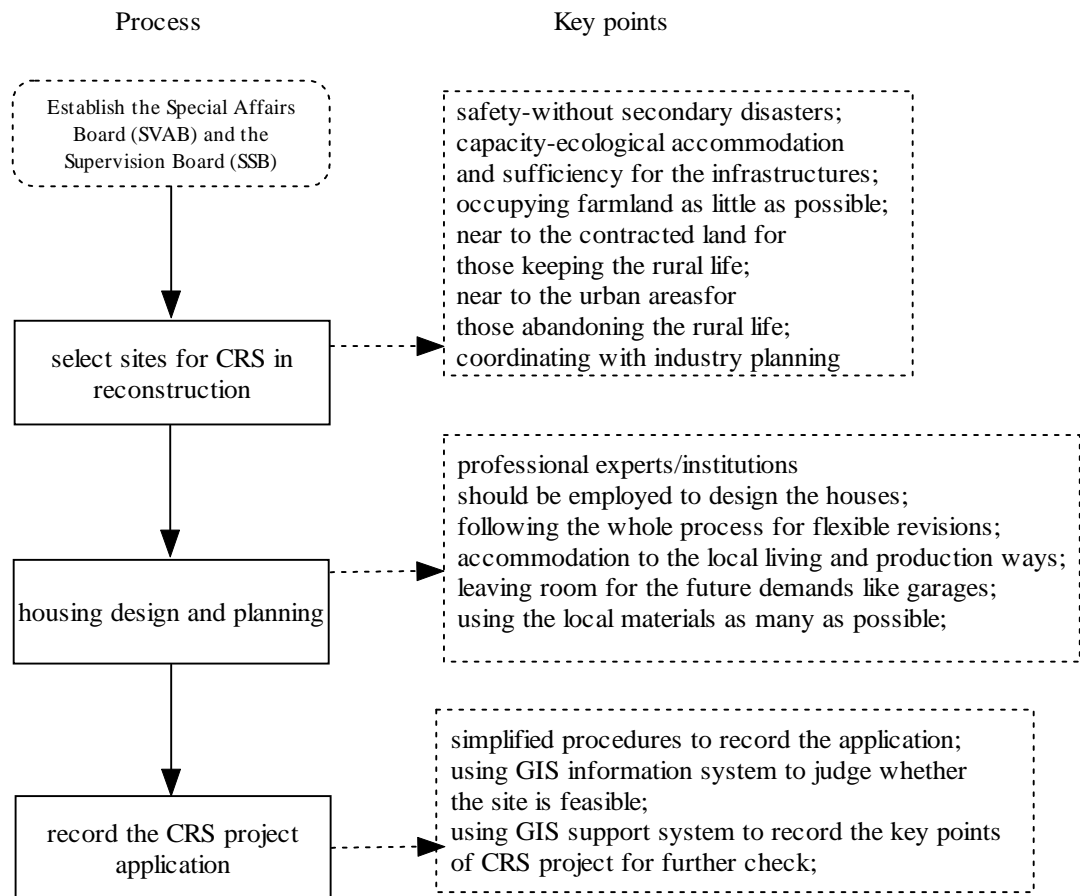 Process
Key points
Establish the Special Affairs
Board (SVAB) and the
Supervision Board (SSB)
safety-without secondary disasters;
capacity-ecological accommodation
and sufficiency for the infrastructures;
occupying farmland as little as possible;
near to the contracted land for
those keeping the rural life;
near to the urban areasfor
those abandoning the rural life;
coordinating with industry planning
select sites for CRS in
reconstruction
professional experts/institutions
should be employed to design the houses;
following the whole process for flexible revisions;
accommodation to the local living and production ways;
leaving room for the future demands like garages;
using the local materials as many as possible;
housing design and planning
simplified procedures to record the application;
using GIS information system to judge whether
the site is feasible;
using GIS support system to record the key points
of CRS project for further check;
record the CRS project
application